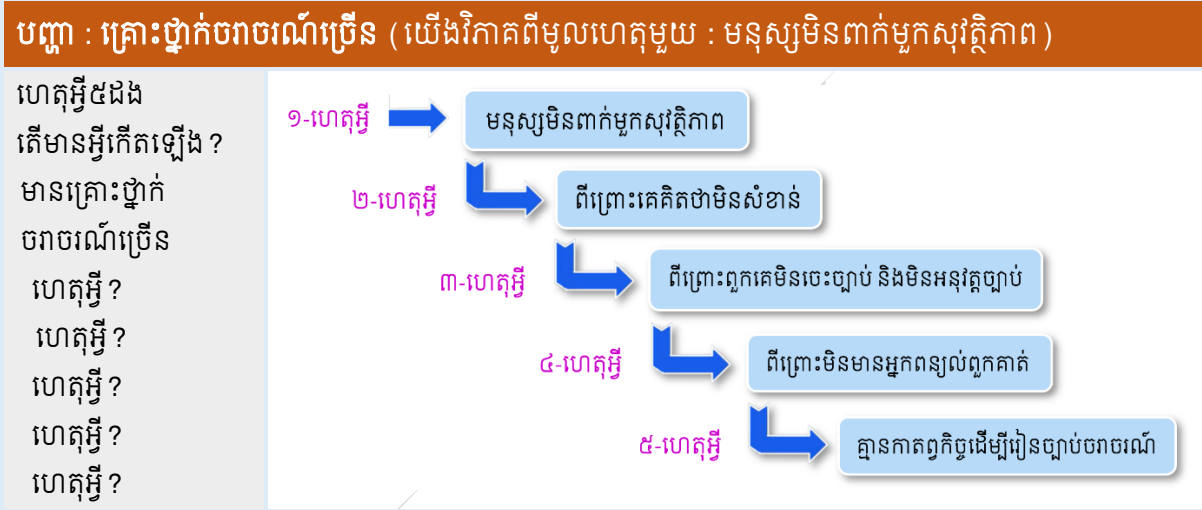 បញ្ហា : គ្រោះថ្នាក់ចរាចរណ៍ច្រើន (យើងវិភាគពីមូលហេតុមួយ : មនុស្សមិនពាក់មួកសុវត្ថិភាព)
ហេតុអ្វី៥ដង
តើមានអ្វីកើតឡើង?
មានគ្រោះថ្នាក់
ចរាចរណ៍ច្រើន
ហេតុអ្វី?
ហេតុអ្វី?
ហេតុអ្វី?
ហេតុអ្វី?
ហេតុអ្វី?
១-ហេតុអ្វី
មនុស្សមិនពាក់មួកសុវត្ថិភាព
២-ហេតុអ្វី
ពីព្រោះគេគិតថាមិនសំខាន់
៣-ហេតុអ្វី
ពីព្រោះពួកគេមិនចេះច្បាប់ និងមិនអនុវត្តច្បាប់
៤-ហេតុអ្វី
ពីព្រោះមិនមានអ្នកពន្យល់ពួកគាត់
៥-ហេតុអ្វី
គ្មានកាតព្វកិច្ចដើម្បីរៀនច្បាប់ចរាចរណ៍